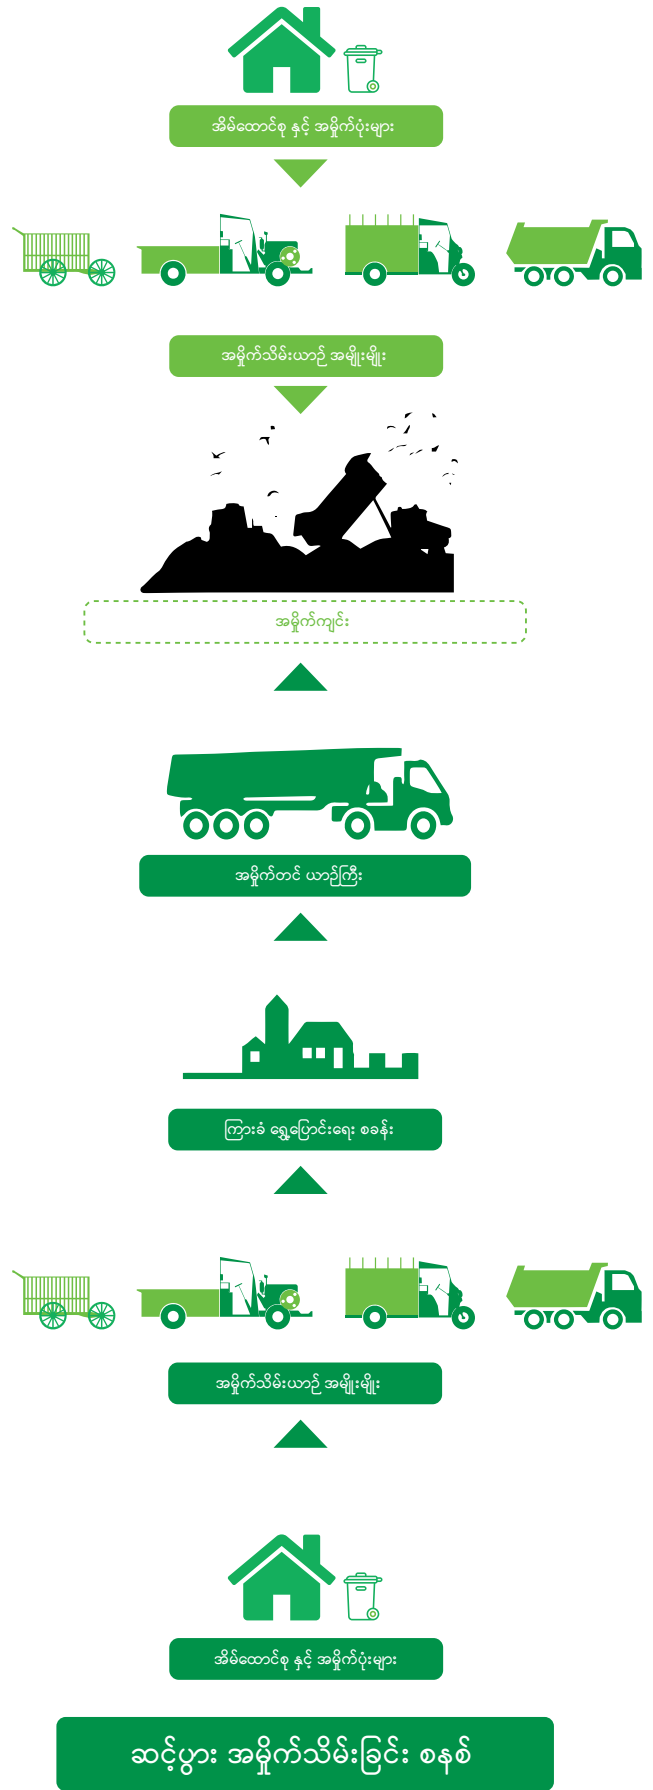 အိမ်ထောင်စု နှင့် အမှိုက်ပုံးများ
အမှိုက်သိမ်းယာဉ် အမျိုးမျိုး
အမှိုက်ကျင်း
အမှိုက်တင် ယာဉ်ကြီး
ကြားခံ ရွှေ့ပြောင်းရေး စခန်း
အမှိုက်သိမ်းယာဉ် အမျိုးမျိုး
အိမ်ထောင်စု နှင့် အမှိုက်ပုံးများ
ဆင့်ပွား အမှိုက်သိမ်းခြင်း စနစ်